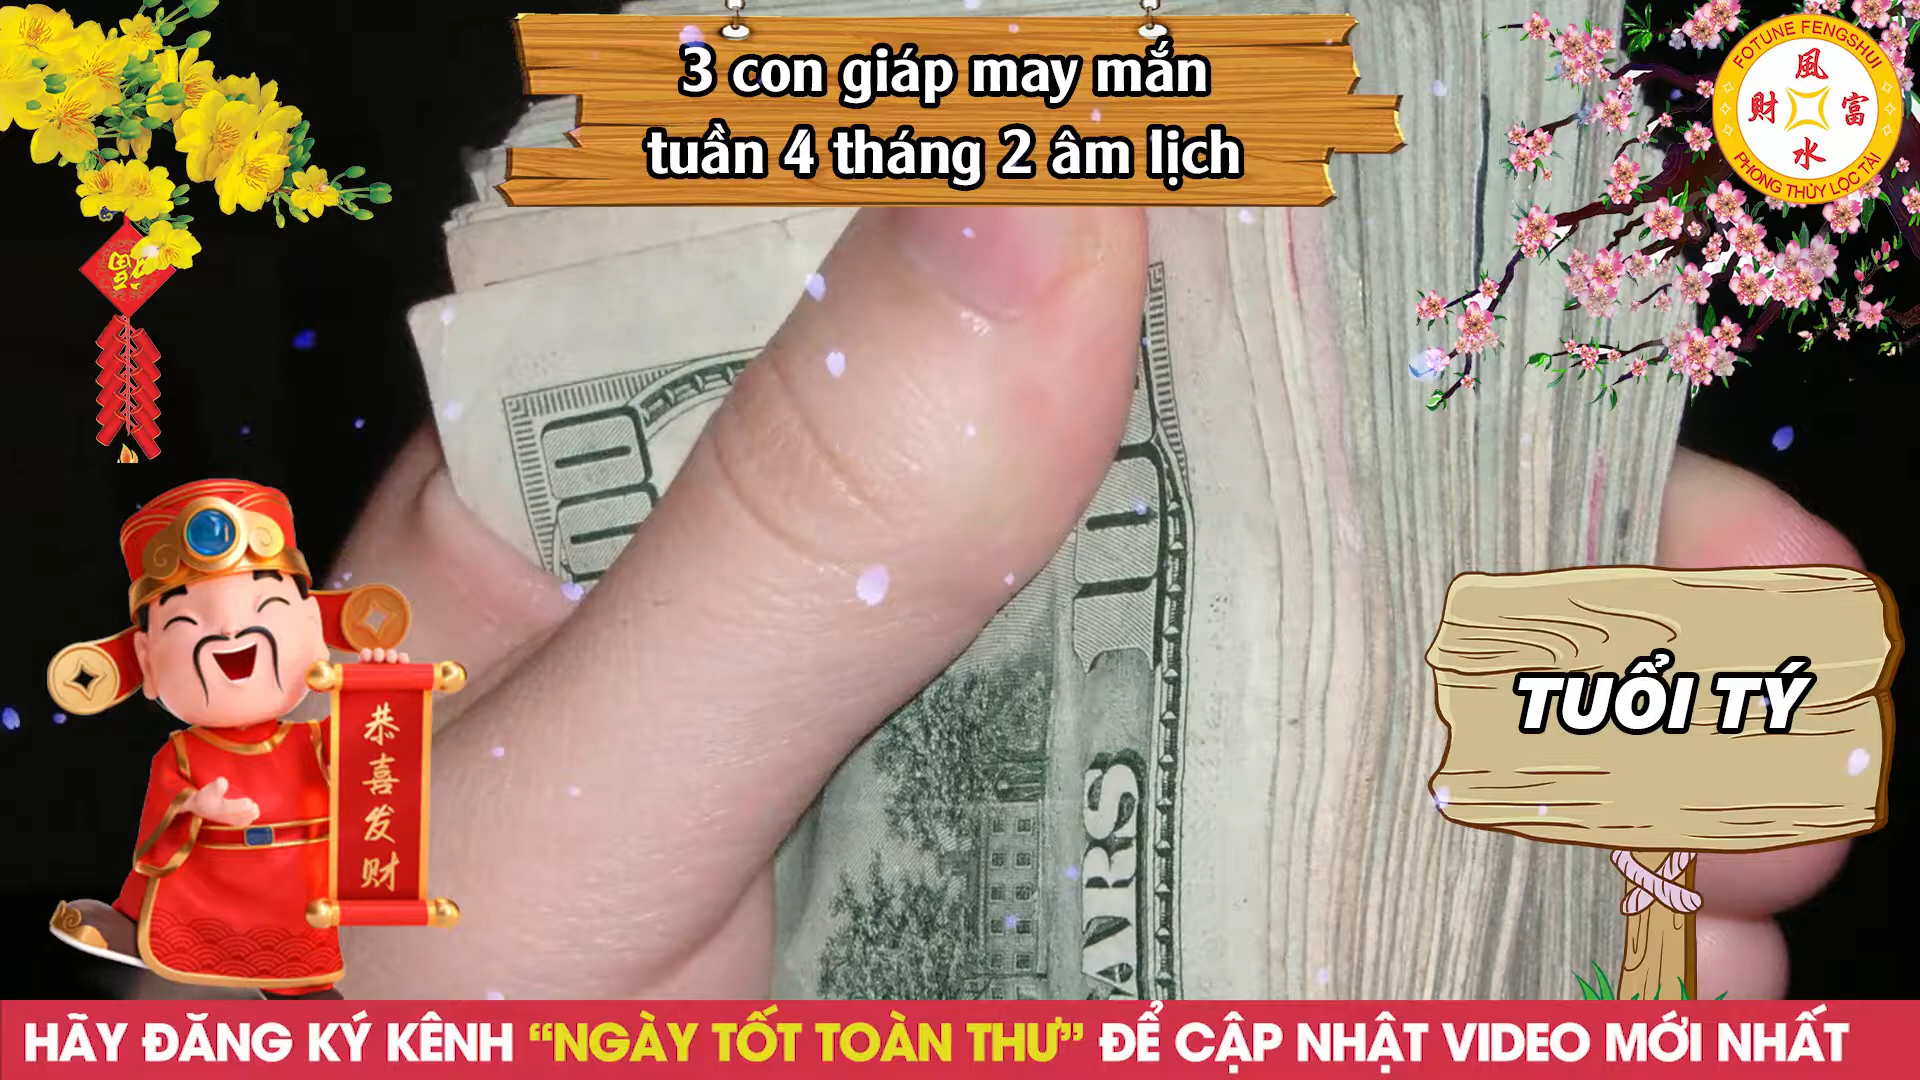 3 con giáp may mắn
tuần 4 tháng 2 âm lịch
FOTUNE FENGSHUI
風
財 富
水
PHONG THỦY LỘC TÀI
恭
喜
发
财
TUỔI TÝ
ARS
HÃY ĐĂNG KÝ KÊNH “NGÀY TỐT TOÀN THƯ” ĐỂ CẬP NHẬT VIDEO MỚI NHẤT